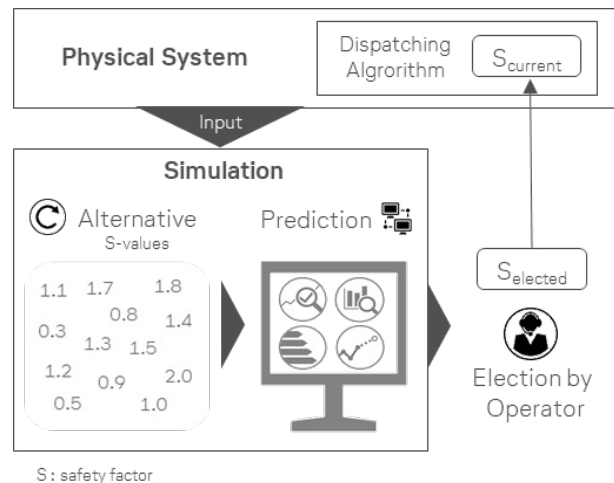 Physical System
Dispatching
Algrorithm
Scurrent
Input
Simulation
Alternative
S-values
Prediction
1.1 1.7 1.8
0.8 1.4
0.3
1.3 1.5
1.2 0.9 2.0
0.5 1.0
Selected
Election by
Operator
S : safety factor